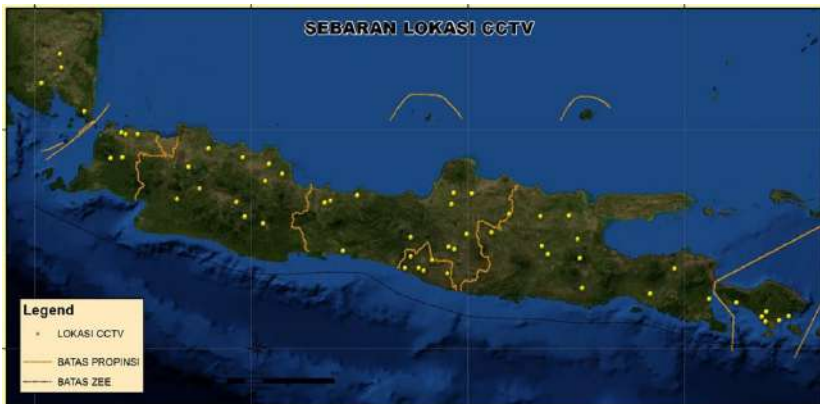 SEBARAN LOKASI CCTV
Legend
LOKASI CCTV
BATAS PROPINSI
BATAS ZEE